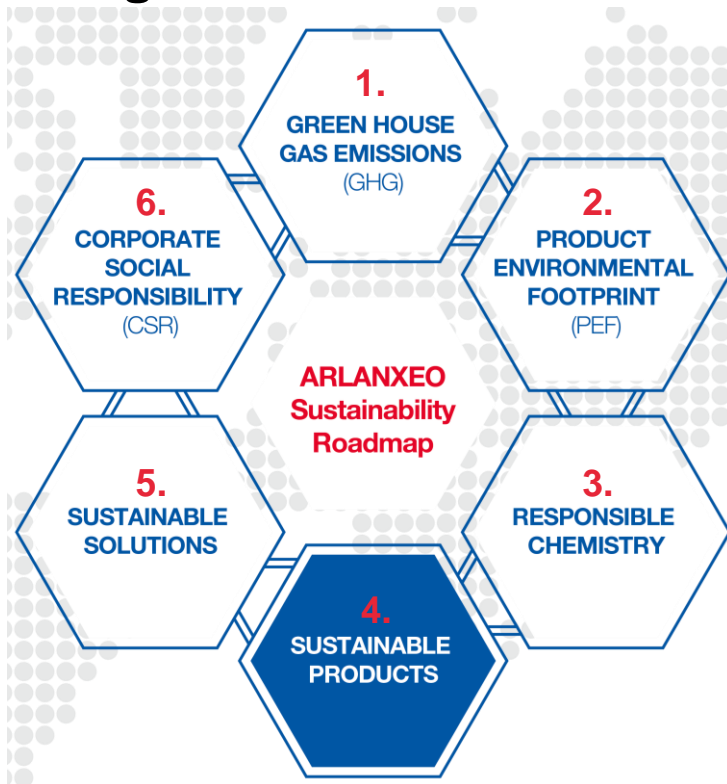 1.
GREEN HOUSE
GAS EMISSIONS
(GHG)
2.
PRODUCT
ENVIRONMENTAL
FOOTPRINT
(PEF)
3.
RESPONSIBLE
CHEMISTRY
4.
SUSTAINABLE
PRODUCTS
5.
SUSTAINABLE
SOLUTIONS
6.
CORPORATE
SOCIAL
RESPONSIBILITY
(CSR)
ARLANXEO
Sustainability
Roadmap